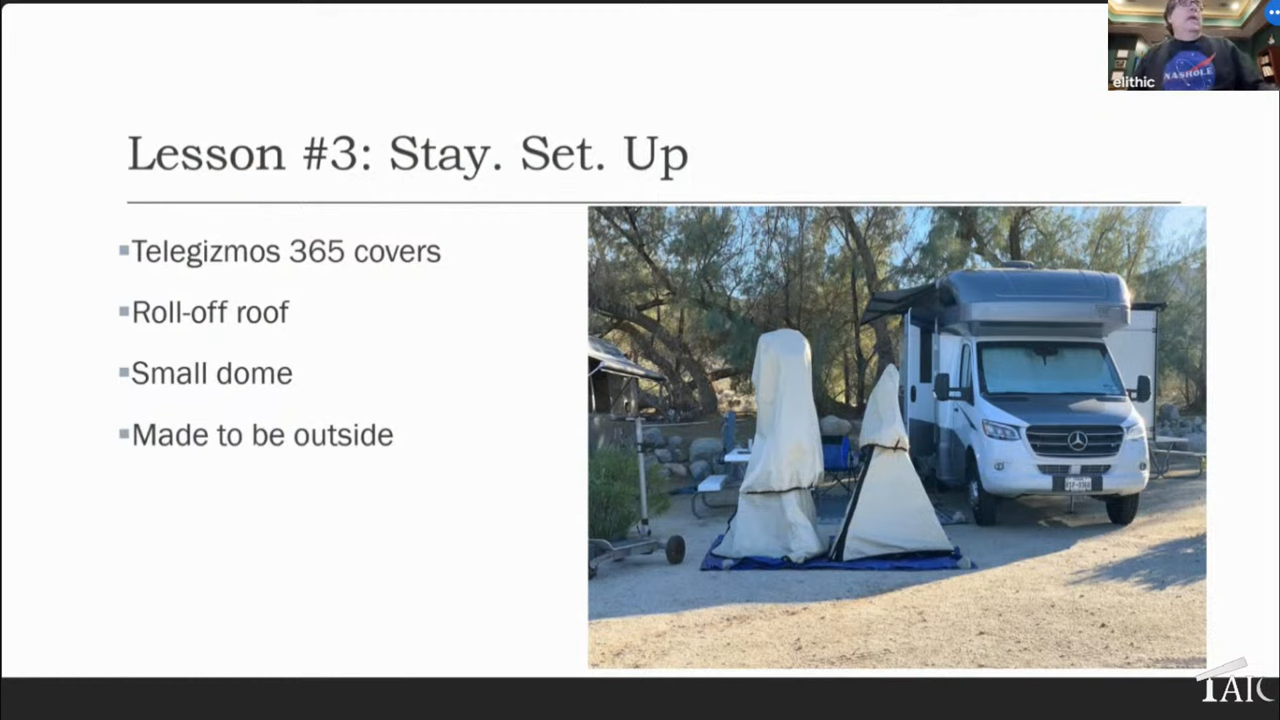 elithic
NASHOLE
Lesson #3: Stay. Set. Up
Telegizmos 365 covers
Roll-off roof
Small dome
Made to be outside
TAIC